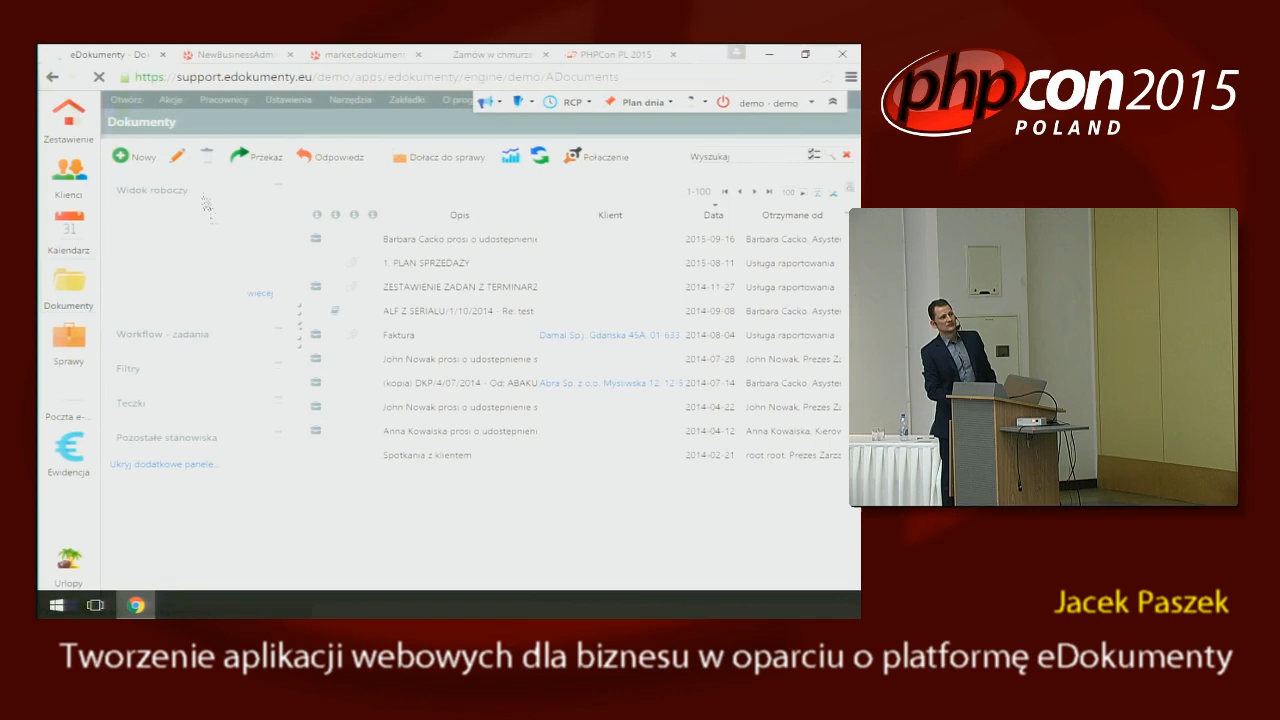 eDokumenty - Do
NewBusinessAdm
market.edokument
Zamów w chmurze
PHPCon PL 2015
https://support.edokumenty.eu/demo/apps/edokumenty/engine/demo/ADocuments
Otwórz Akcje Pracownicy Ustawienia Narzędzia Zakładki O prog
RCP Plan dnia demo - demo
Dokumenty
Nowy Przekaż Odpowiedz Dołącz do sprawy Połączenie Wyszukaj
Zestawienie
Klienci
31
Kalendarz
Dokumenty
Sprawy
Poczta e-...
Ewidencja
Urlopy
Widok roboczy
więcej
Workflow - zadania
Filtry
Teczki
Pozostałe stanowiska
Ukryj dodatkowe panele...
1-100 100
Opis Klient Data Otrzymane od
Barbara Cacko prosi o udostępnienie 2015-09-16 Barbara Cacko, Asyste
1. PLAN SPRZEDAŻY 2015-08-11 Usługa raportowania
ZESTAWIENIE ZADAŃ Z TERMINARZ 2014-11-27 Usługa raportowania
ALF Z SERIALU/1/10/2014 - Re: test 2014-09-08 Usługa raportowania
Faktura Damal Sp.j. Gdańska 45A, 01-633 2014-08-04 Usługa raportowania
John Nowak prosi o udostępnienie s 2014-07-28 John Nowak, Prezes Za
(kopia) DKP/4/07/2014 - Od: ABAKU Abra Sp. z o.o. Myśliwska 12, 12-5 2014-07-14 Barbara Cacko, Asyste
John Nowak prosi o udostępnienie s 2014-04-22 John Nowak, Prezes Za
Anna Kowalska prosi o udostępnienie 2014-04-12 Anna Kowalska, Kierow
Spotkania z klientem 2014-02-21 root root, Prezes Zarza
phpcon2015
POLAND
Jacek Paszek
Tworzenie aplikacji webowych dla biznesu w oparciu o platformę eDokumenty